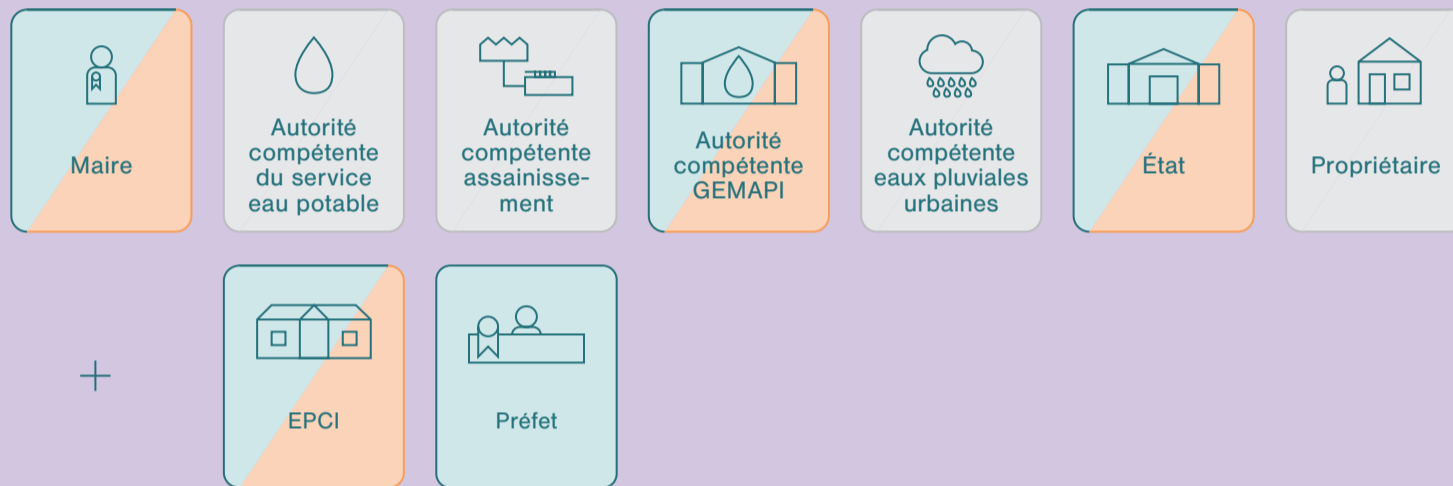 Maire
Autorité
compétente
du service
eau potable
Autorité
compétente
assainisse-
ment
Autorité
compétente
GEMAPI
Autorité
compétente
eaux pluviales
urbaines
État
Propriétaire
+
EPCI
Préfet